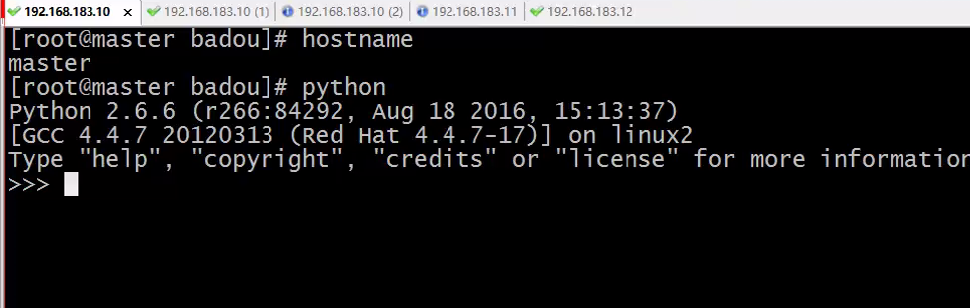 192.168.183.10 × 192.168.183.10 (1) 192.168.183.10 (2) 192.168.183.11 192.168.183.12
[root@master badou]# hostname
master
[root@master badou]# python
Python 2.6.6 (r266:84292, Aug 18 2016, 15:13:37)
[GCC 4.4.7 20120313 (Red Hat 4.4.7-17)] on linux2
Type "help", "copyright", "credits" or "license" for more information
>>>